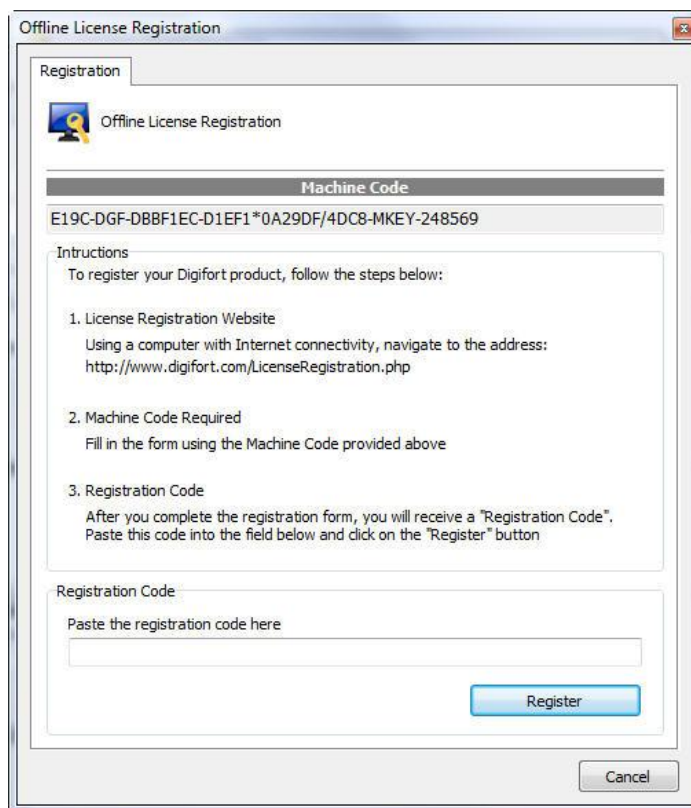 Offline License Registration
Registration
Offline License Registration
Machine Code
E19C-DGF-DBBF1EC-D1EF1*0A29DF/4DC8-MKEY-248569
Intructions
To register your Digifort product, follow the steps below:
1. License Registration Website
Using a computer with Internet connectivity, navigate to the address:
http://www.digifort.com/LicenseRegistration.php
2. Machine Code Required
Fill in the form using the Machine Code provided above
3. Registration Code
After you complete the registration form, you will receive a "Registration Code".
Paste this code into the field below and click on the "Register" button
Registration Code
Paste the registration code here
Register
Cancel